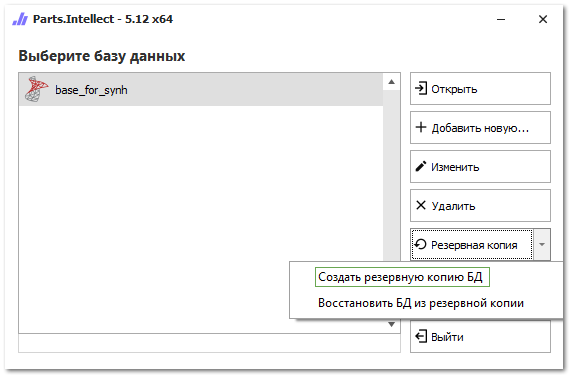 Parts.Intellect - 5.12 x64
Выберите базу данных
base_for_synh
Открыть
Добавить новую...
Изменить
Удалить
Резервная копия
Создать резервную копию БД
Восстановить БД из резервной копии
Выйти